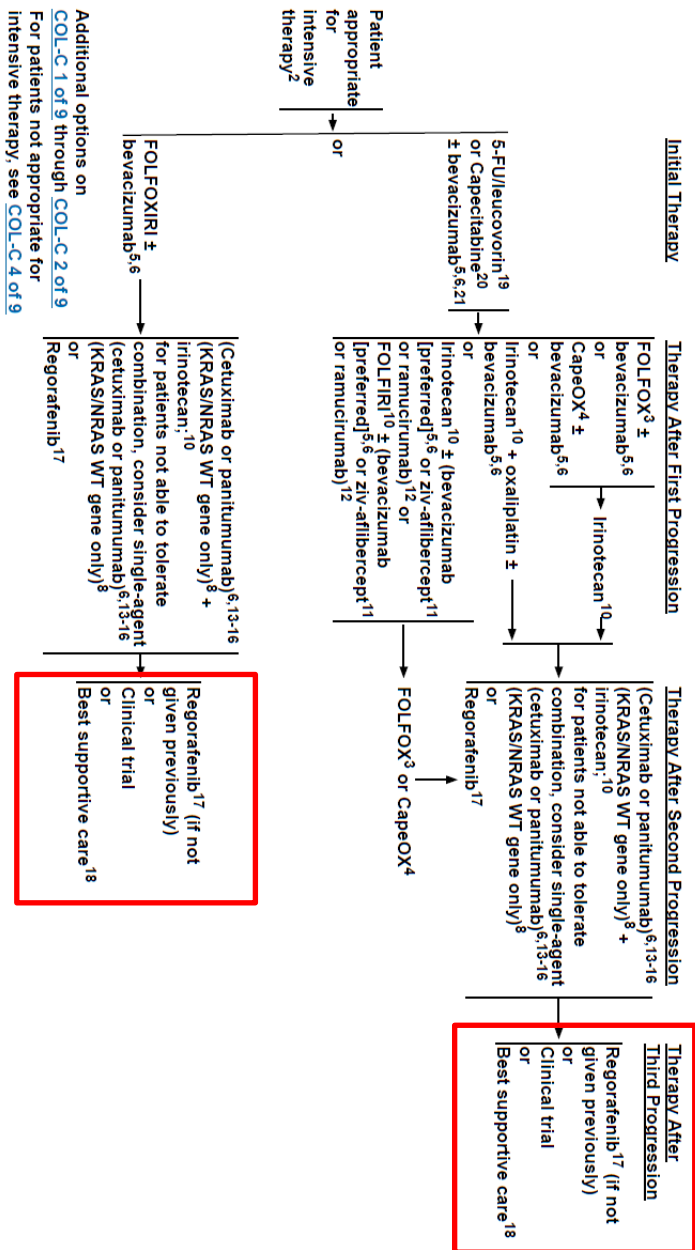 Initial Therapy
Therapy After First Progression
Therapy After Second Progression
Therapy After
Third Progression
Patient
appropriate
for
intensive
therapy2
5-FU/leucovorin19
or Capecitabine20
± bevacizumab5,6,21
or
FOLFOXIRI ±
bevacizumab5,6
FOLFOX3 ±
bevacizumab5,6
or
CapeOX4 ±
bevacizumab5,6
or
Irinotecan10 + oxaliplatin ±
bevacizumab5,6
or
Irinotecan10 ± (bevacizumab
[preferred]5,6 or ziv-aflibercept11
or ramucirumab)12 or
FOLFIRI10 ± (bevacizumab
[preferred]5,6 or ziv-aflibercept11
or ramucirumab)12
Irinotecan10
FOLFOX3 or CapeOX4
(Cetuximab or panitumumab)6,13-16
(KRAS/NRAS WT gene only)8 +
irinotecan;10
for patients not able to tolerate
combination, consider single-agent
(cetuximab or panitumumab)6,13-16
(KRAS/NRAS WT gene only)8
or
Regorafenib17
Regorafenib17 (if not
given previously)
or
Clinical trial
or
Best supportive care18
(Cetuximab or panitumumab)6,13-16
(KRAS/NRAS WT gene only)8 +
irinotecan;10
for patients not able to tolerate
combination, consider single-agent
(cetuximab or panitumumab)6,13-16
(KRAS/NRAS WT gene only)8
or
Regorafenib17
Regorafenib17 (if not
given previously)
or
Clinical trial
or
Best supportive care18
Additional options on
COL-C 1 of 9 through COL-C 2 of 9
For patients not appropriate for
intensive therapy, see COL-C 4 of 9